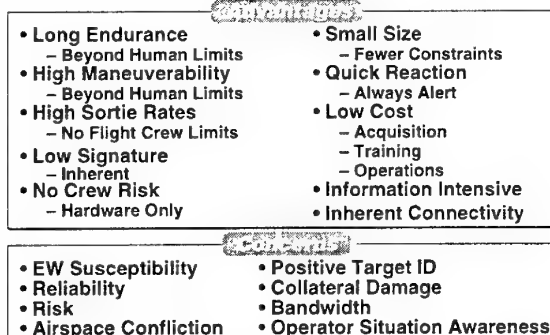 Advantages
• Long Endurance
– Beyond Human Limits
• High Maneuverability
– Beyond Human Limits
• High Sortie Rates
– No Flight Crew Limits
• Low Signature
– Inherent
• No Crew Risk
– Hardware Only
• Small Size
– Fewer Constraints
• Quick Reaction
– Always Alert
• Low Cost
– Acquisition
– Training
– Operations
• Information Intensive
• Inherent Connectivity
Concerns
• EW Susceptibility
• Reliability
• Risk
• Airspace Confliction
• Positive Target ID
• Collateral Damage
• Bandwidth
• Operator Situation Awareness